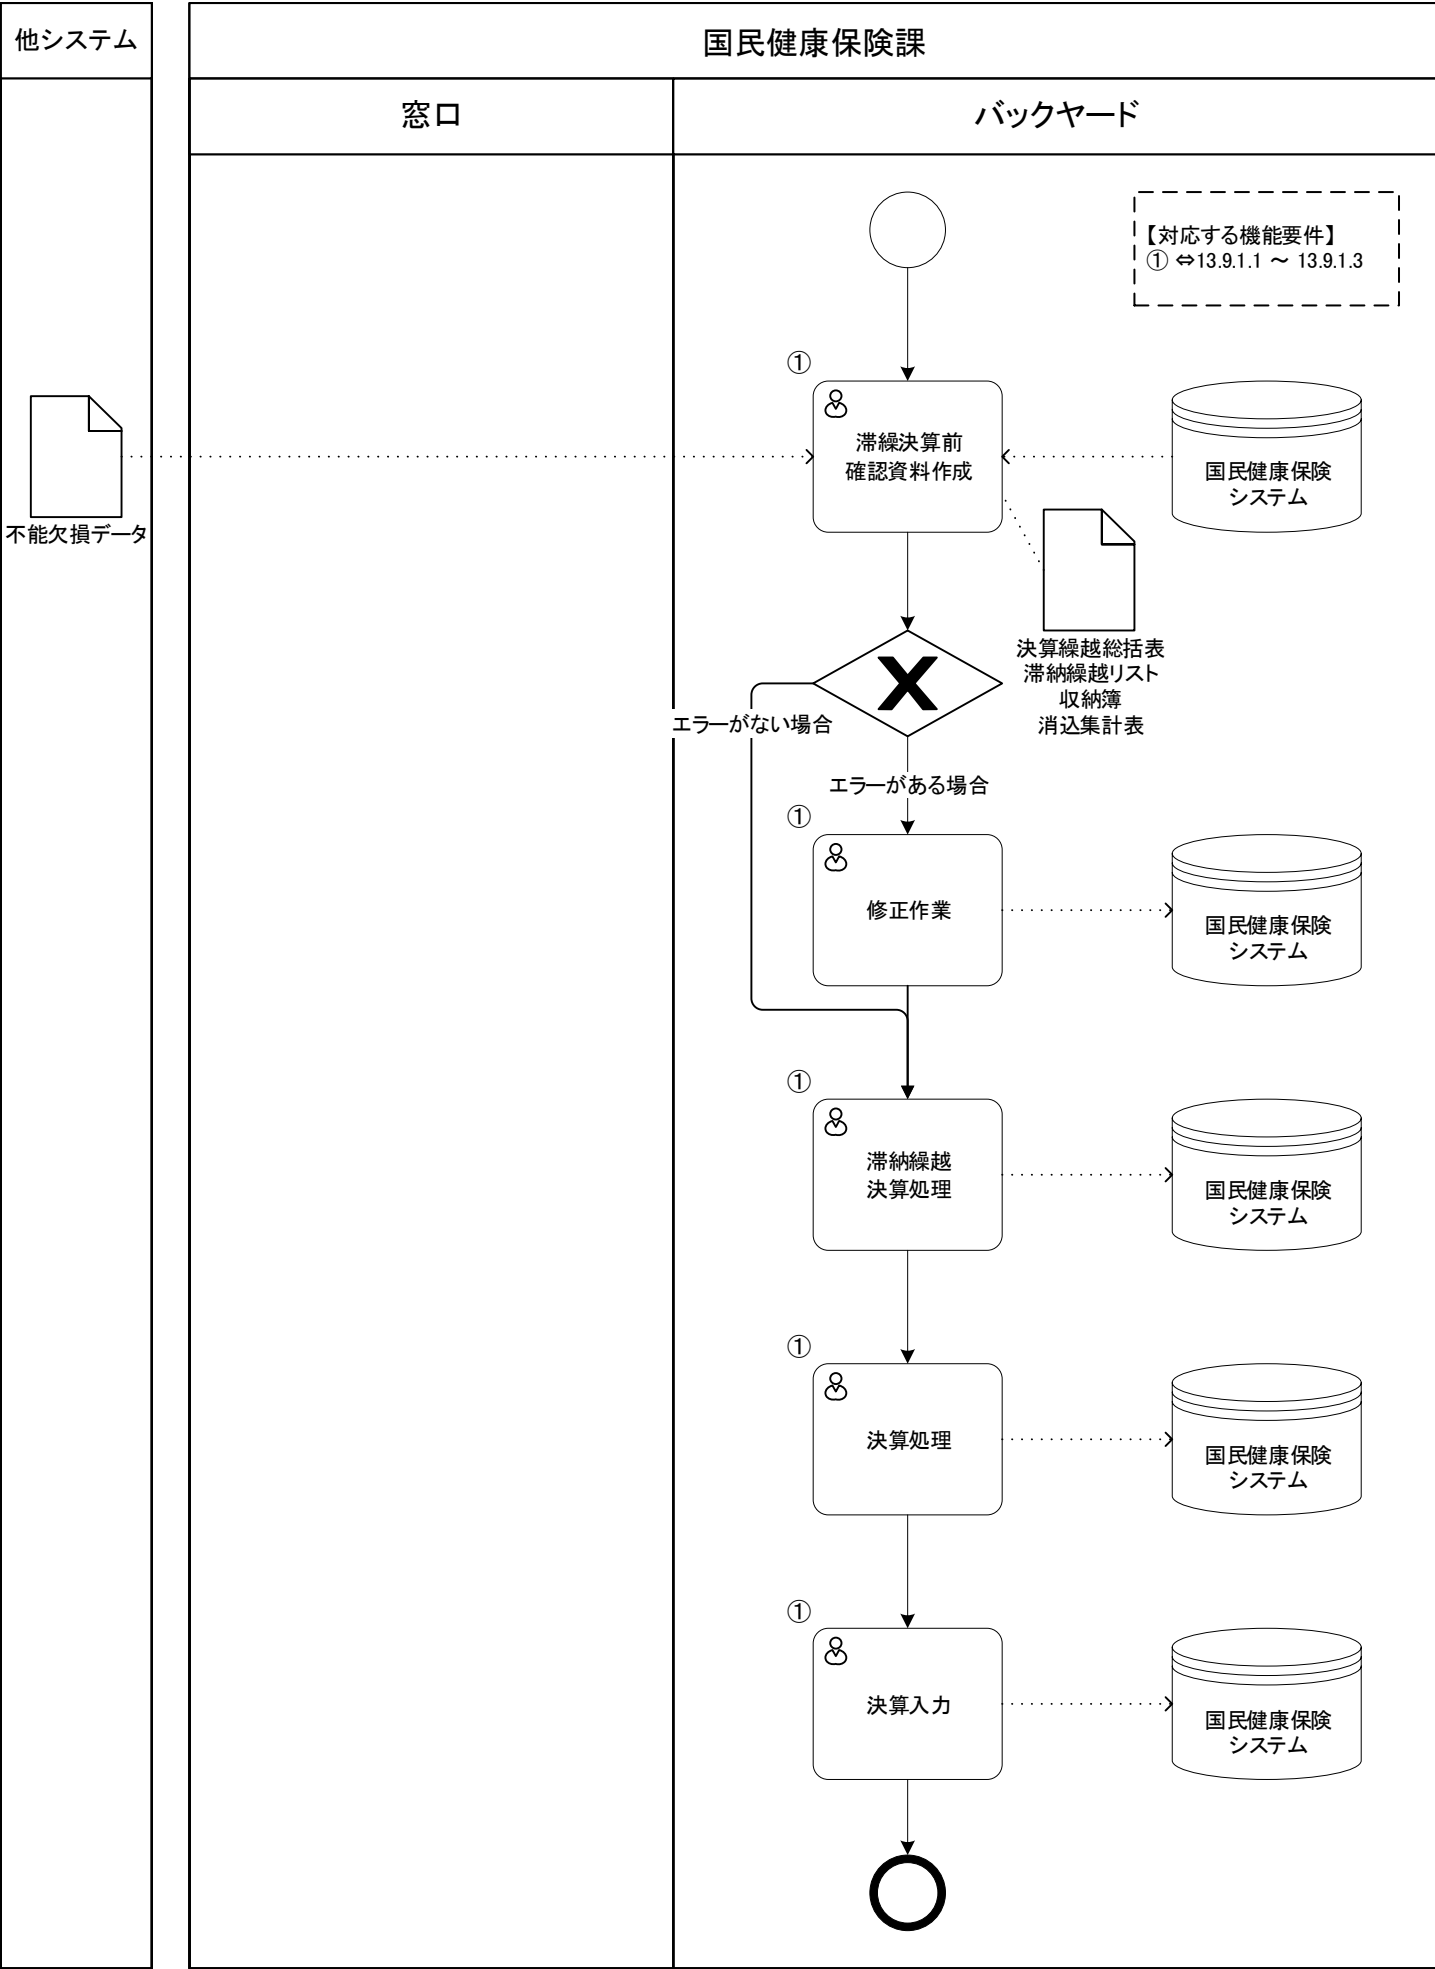 他システム
国民健康保険課
窓口
バックヤード
【対応する機能要件】
① ⇔13.9.1.1 ～ 13.9.1.3
①
滞繰決算前
確認資料作成
国民健康保険
システム
不能欠損データ
決算繰越総括表
滞納繰越リスト
収納簿
消込集計表
エラーがない場合
エラーがある場合
①
修正作業
国民健康保険
システム
①
滞納繰越
決算処理
国民健康保険
システム
①
決算処理
国民健康保険
システム
①
決算入力
国民健康保険
システム